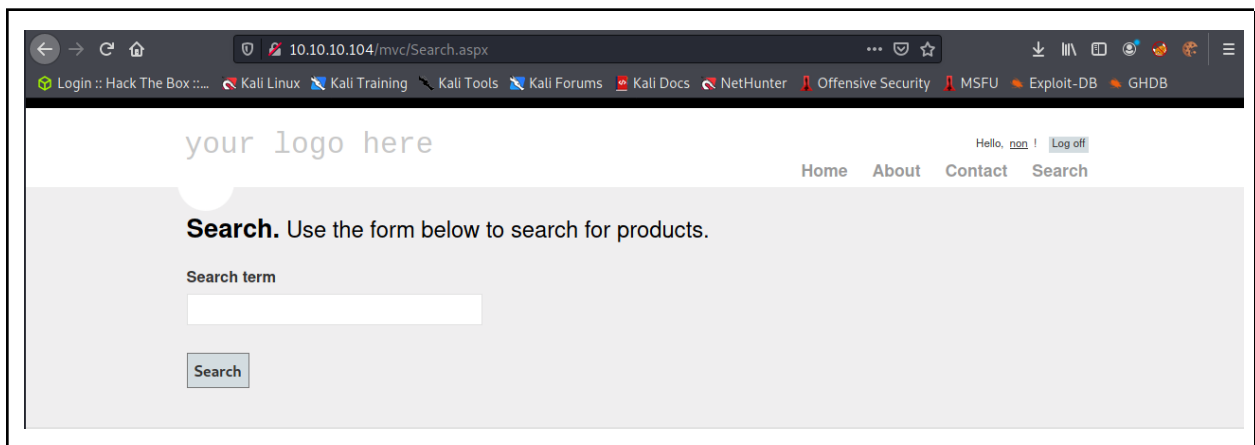 10.10.10.104/mvc/Search.aspx
Login :: Hack The Box ::... Kali Linux Kali Training Kali Tools Kali Forums Kali Docs NetHunter Offensive Security MSFU Exploit-DB GHDB
your logo here
Hello, non ! Log off
Home About Contact Search
Search. Use the form below to search for products.
Search term
Search